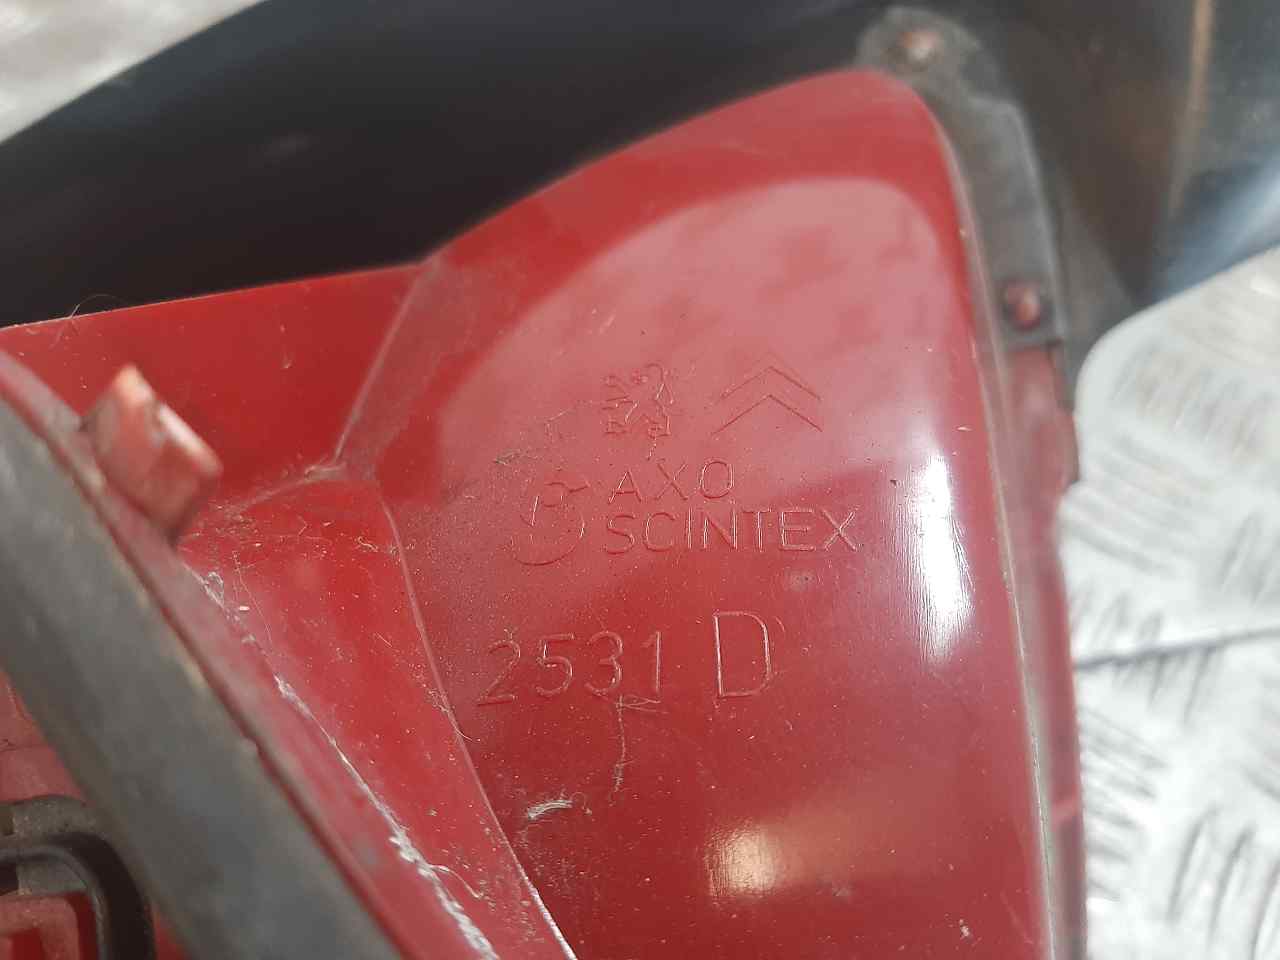 AXO
SCINTEX
2531 D